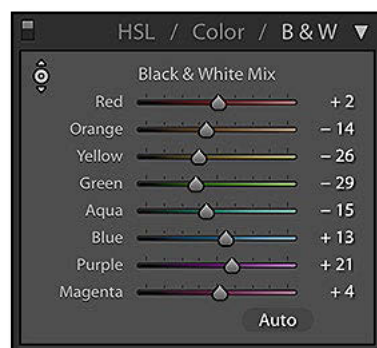 HSL / Color / B & W
Black & White Mix
Red + 2
Orange − 14
Yellow − 26
Green − 29
Aqua − 15
Blue + 13
Purple + 21
Magenta + 4
Auto